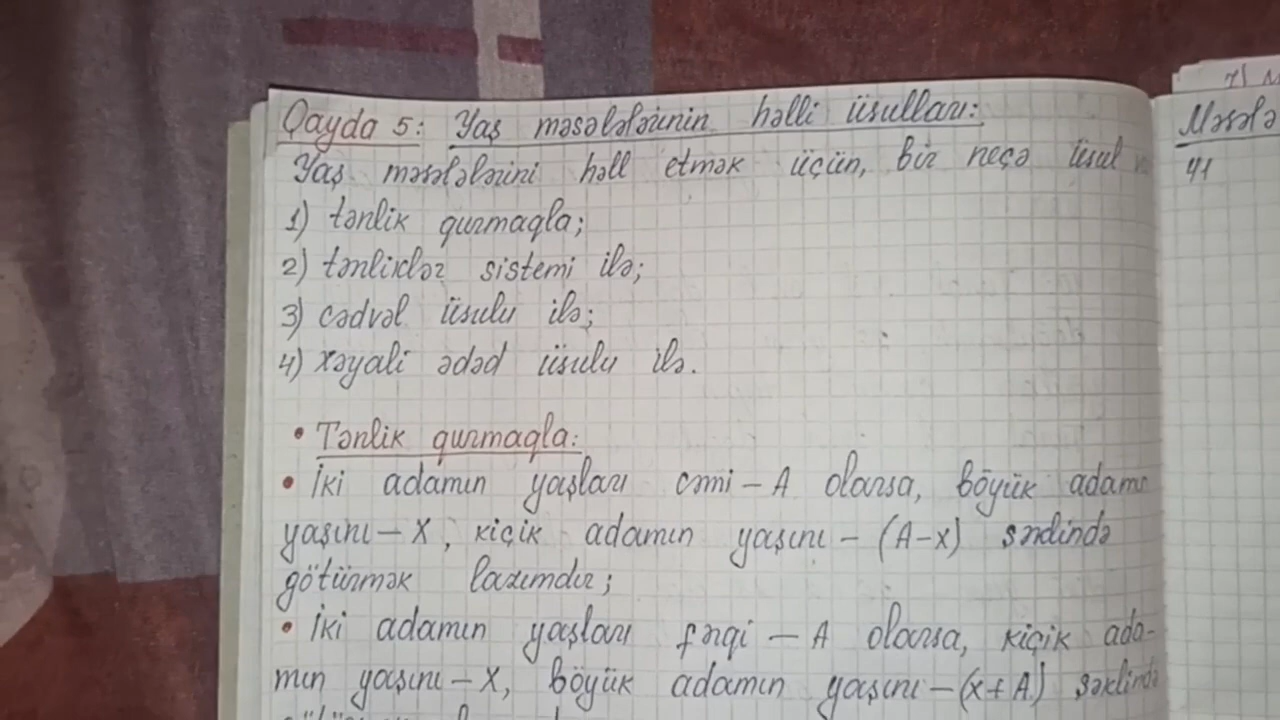 Qayda 5: Yaş məsələlərinin həlli üsulları:
Yaş məsələlərini həll etmək üçün, bir neçə üsul
1) tənlik qurmaqla;
2) tənliklər sistemi ilə;
3) cədvəl üsulu ilə;
4) xəyali ədəd üsulu ilə.
• Tənlik qurmaqla:
• İki adamın yaşları cəmi – A olarsa, böyük adamın
yaşını – X, kiçik adamın yaşını – (A-x) şəklində
götürmək lazımdır;
• İki adamın yaşları fərqi – A olarsa, kiçik ada-
mın yaşını – X, böyük adamın yaşını – (x+A) şəklində
Məsələ
41